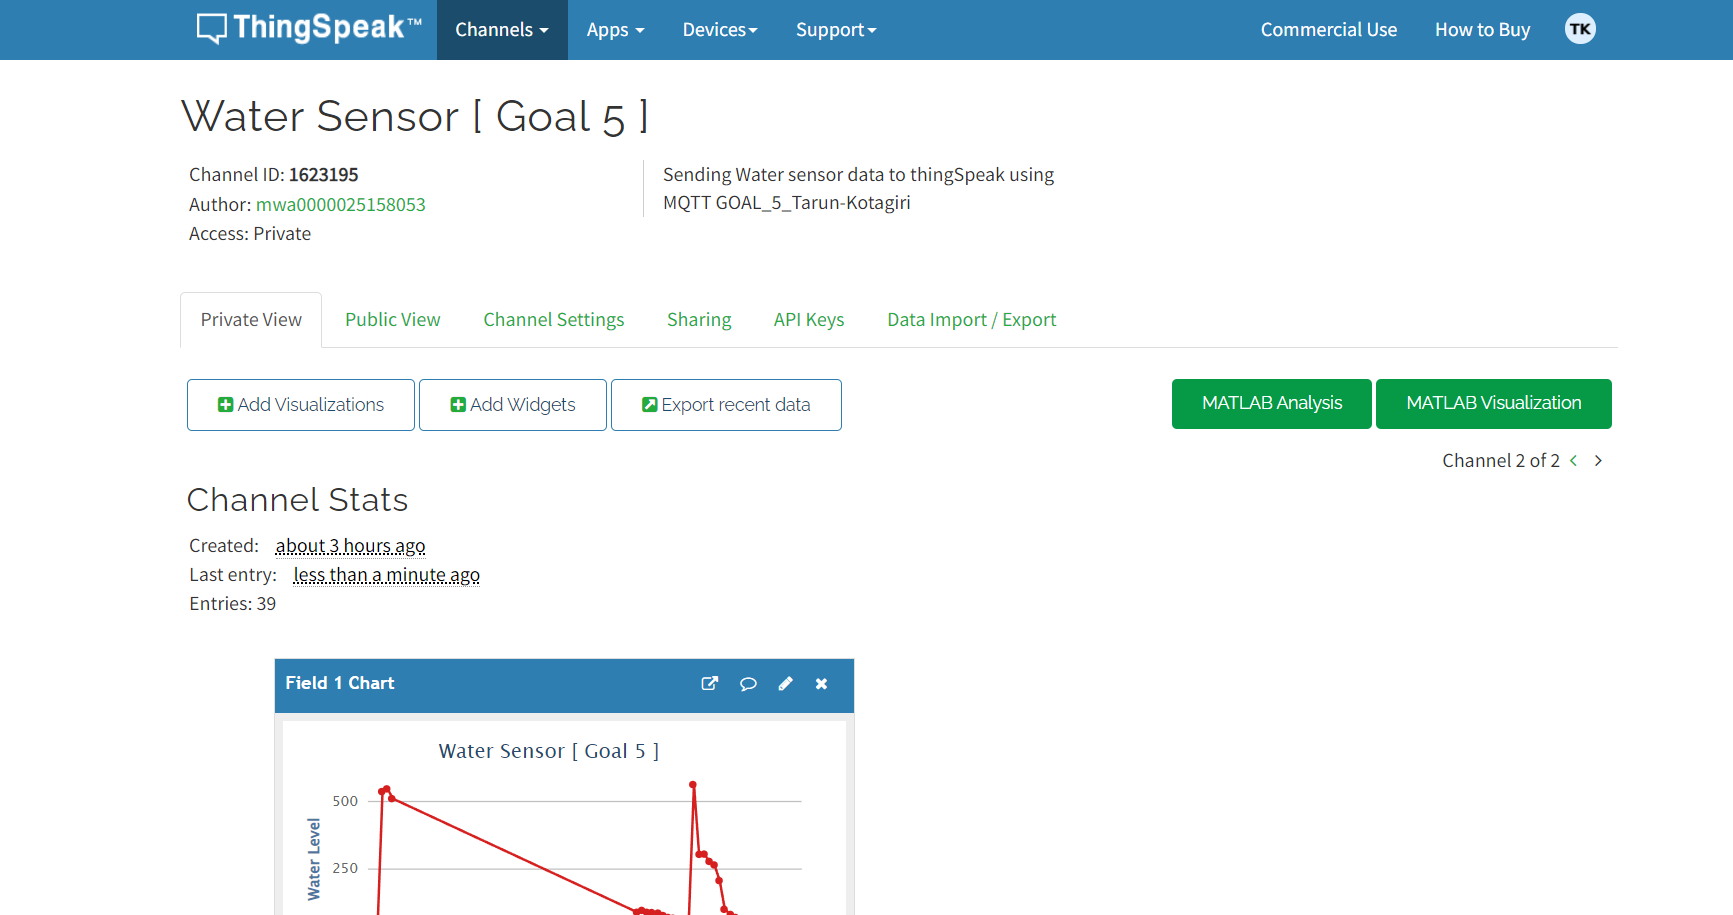 ThingSpeak™ Channels Apps Devices Support Commercial Use How to Buy TK
Water Sensor [ Goal 5 ]
Channel ID: 1623195
Author: mwa0000025158053
Access: Private
Sending Water sensor data to thingSpeak using
MQTT GOAL_5_Tarun-Kotagiri
Private View Public View Channel Settings Sharing API Keys Data Import / Export
Add Visualizations Add Widgets Export recent data MATLAB Analysis MATLAB Visualization
Channel 2 of 2 < >
Channel Stats
Created: about 3 hours ago
Last entry: less than a minute ago
Entries: 39
Field 1 Chart
Water Sensor [ Goal 5 ]
500
250
Water Level